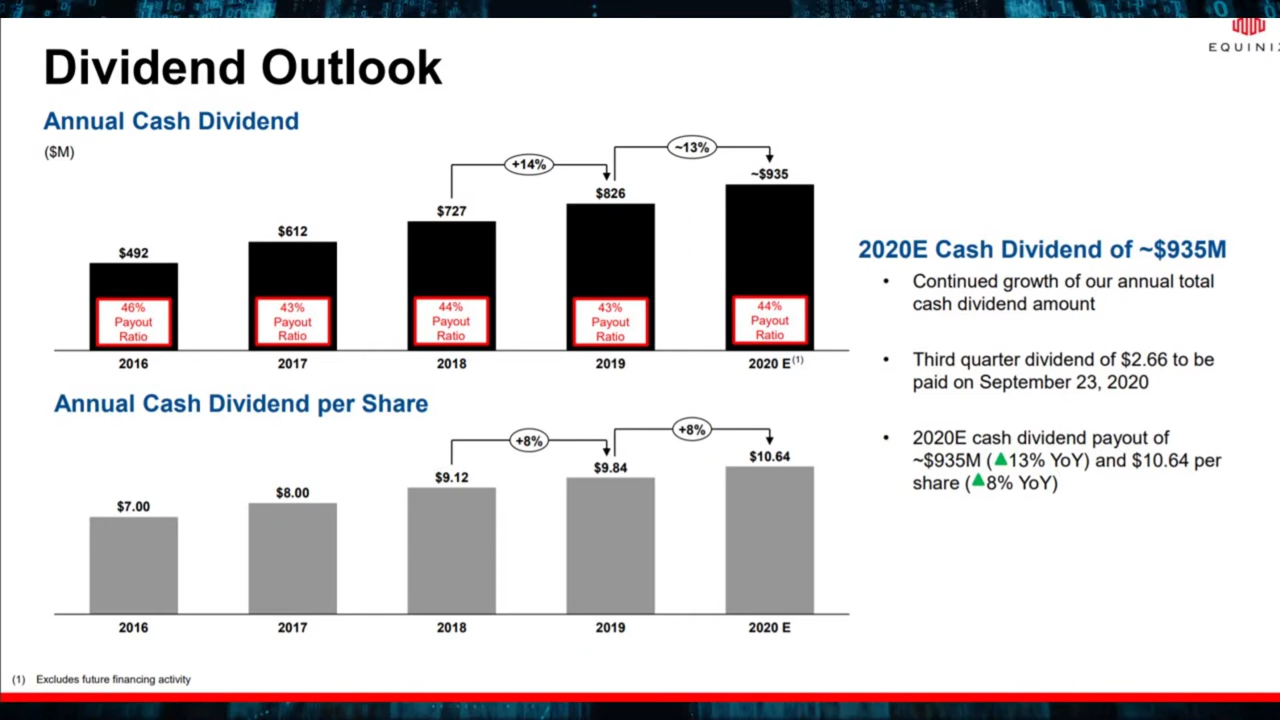 EQUINIX
Dividend Outlook
Annual Cash Dividend
($M)
+14%
~13%
$492
$612
$727
$826
~$935
46%
Payout
Ratio
43%
Payout
Ratio
44%
Payout
Ratio
43%
Payout
Ratio
44%
Payout
Ratio
2016
2017
2018
2019
2020 E(1)
Annual Cash Dividend per Share
+8%
+8%
$7.00
$8.00
$9.12
$9.84
$10.64
2016
2017
2018
2019
2020 E
2020E Cash Dividend of ~$935M
• Continued growth of our annual total
cash dividend amount
• Third quarter dividend of $2.66 to be
paid on September 23, 2020
• 2020E cash dividend payout of
~$935M (▲13% YoY) and $10.64 per
share (▲8% YoY)
(1) Excludes future financing activity